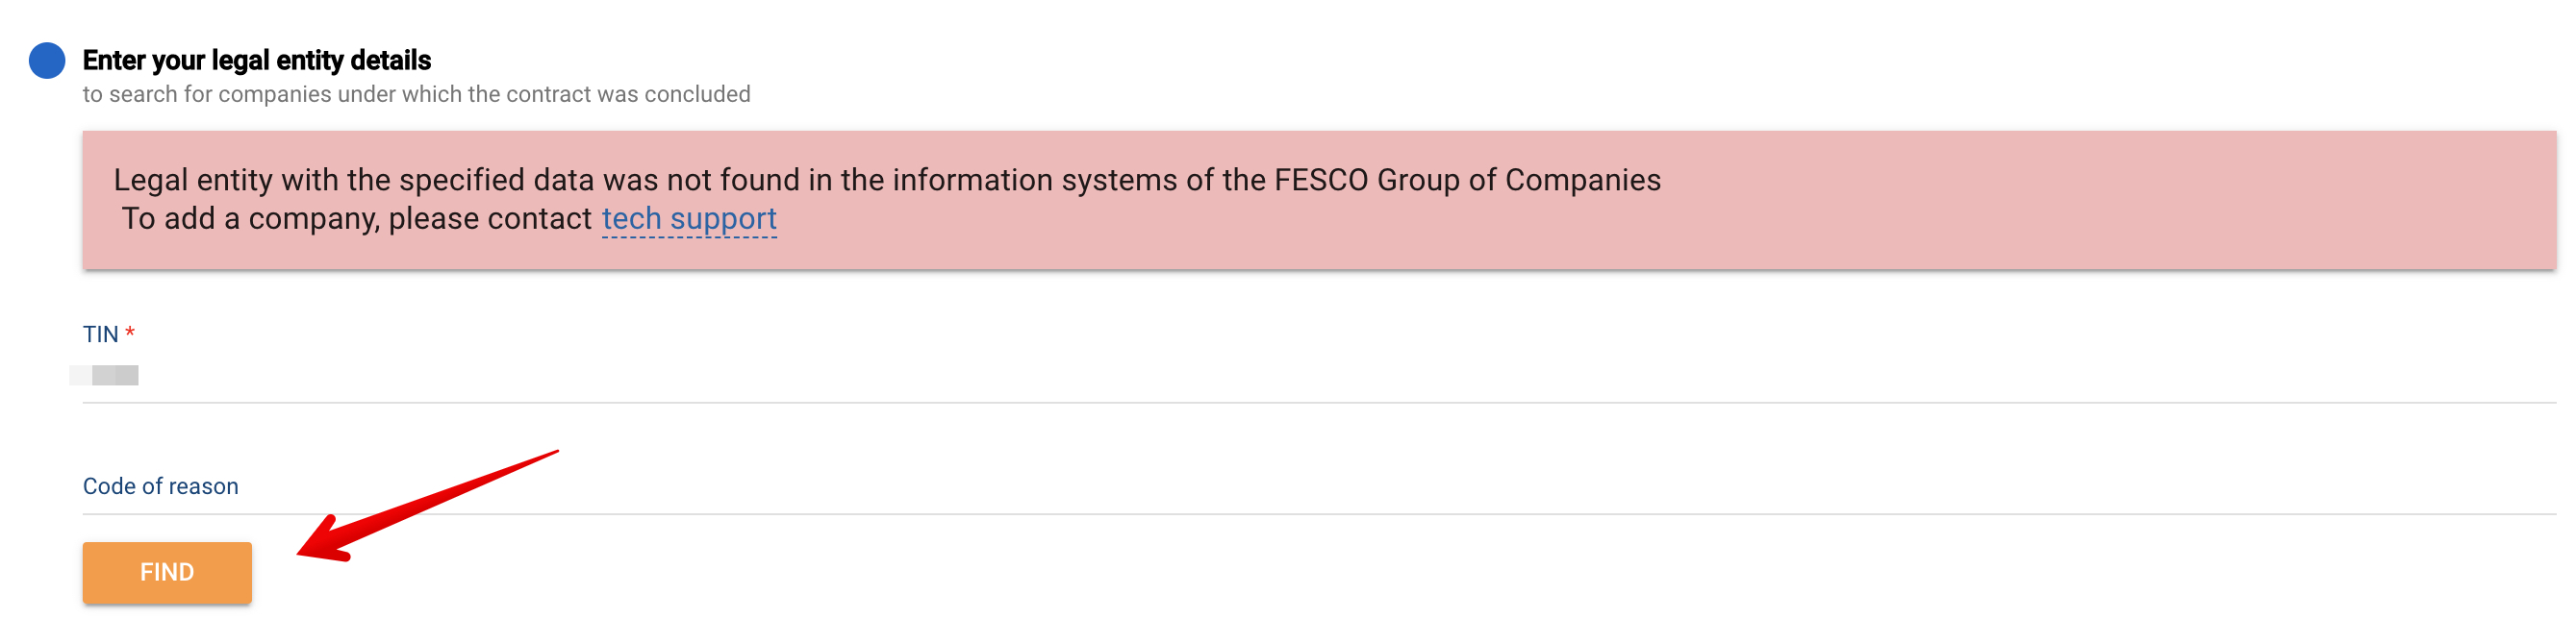 Enter your legal entity details
to search for companies under which the contract was concluded
Legal entity with the specified data was not found in the information systems of the FESCO Group of Companies
To add a company, please contact tech support
TIN *
Code of reason
FIND